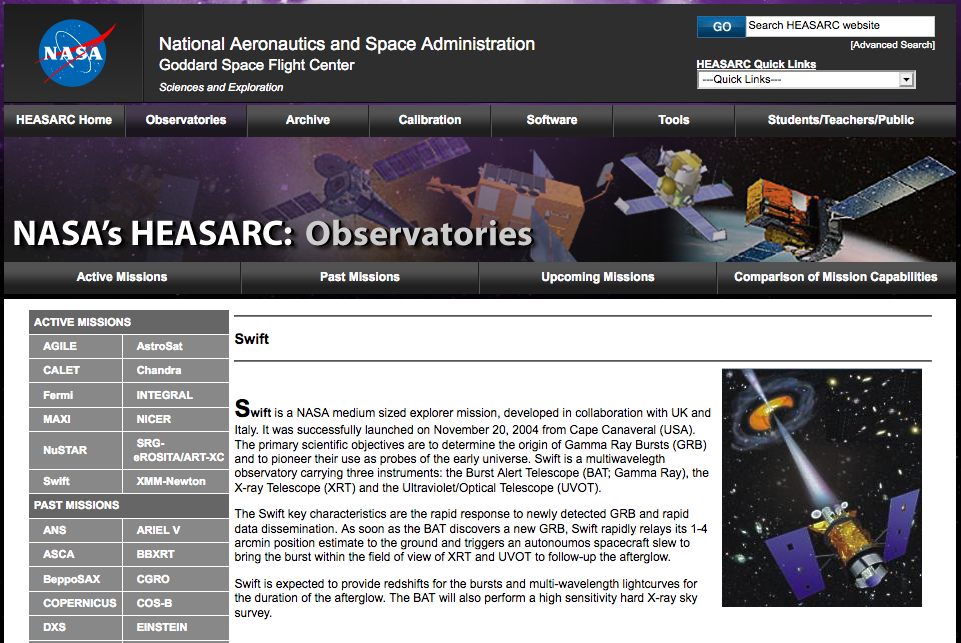 NASA
National Aeronautics and Space Administration
Goddard Space Flight Center
Sciences and Exploration
GO Search HEASARC website
[Advanced Search]
HEASARC Quick Links
---Quick Links---
HEASARC Home Observatories Archive Calibration Software Tools Students/Teachers/Public
NASA's HEASARC: Observatories
Active Missions Past Missions Upcoming Missions Comparison of Mission Capabilities
ACTIVE MISSIONS
AGILE AstroSat
CALET Chandra
Fermi INTEGRAL
MAXI NICER
NuSTAR SRG-
eROSITA/ART-XC
Swift XMM-Newton
PAST MISSIONS
ANS ARIEL V
ASCA BBXRT
BeppoSAX CGRO
COPERNICUS COS-B
DXS EINSTEIN
Swift
Swift is a NASA medium sized explorer mission, developed in collaboration with UK and
Italy. It was successfully launched on November 20, 2004 from Cape Canaveral (USA).
The primary scientific objectives are to determine the origin of Gamma Ray Bursts (GRB)
and to pioneer their use as probes of the early universe. Swift is a multiwavelegth
observatory carrying three instruments: the Burst Alert Telescope (BAT; Gamma Ray), the
X-ray Telescope (XRT) and the Ultraviolet/Optical Telescope (UVOT).
The Swift key characteristics are the rapid response to newly detected GRB and rapid
data dissemination. As soon as the BAT discovers a new GRB, Swift rapidly relays its 1-4
arcmin position estimate to the ground and triggers an autonoumos spacecraft slew to
bring the burst within the field of view of XRT and UVOT to follow-up the afterglow.
Swift is expected to provide redshifts for the bursts and multi-wavelength lightcurves for
the duration of the afterglow. The BAT will also perform a high sensitivity hard X-ray sky
survey.